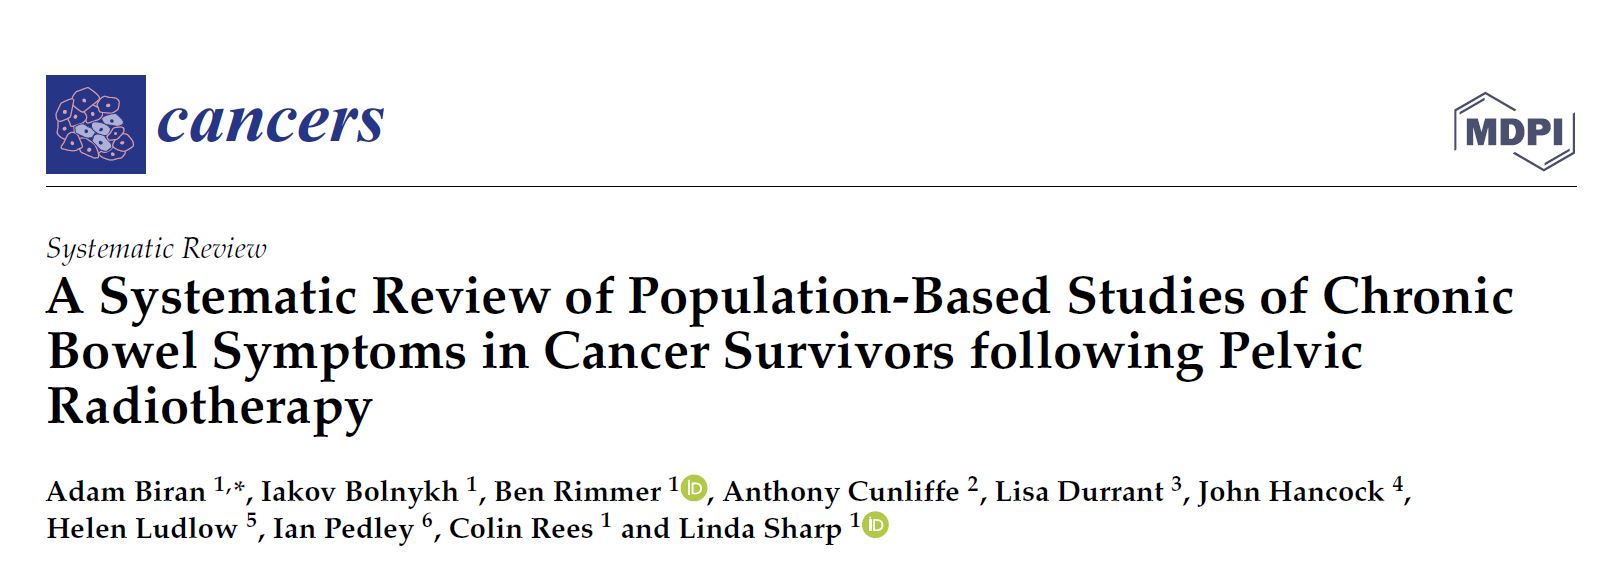 cancers
MDPI
Systematic Review
A Systematic Review of Population-Based Studies of Chronic
Bowel Symptoms in Cancer Survivors following Pelvic
Radiotherapy
Adam Biran 1,*, Iakov Bolnykh 1, Ben Rimmer 1 iD, Anthony Cunliffe 2, Lisa Durrant 3, John Hancock 4,
Helen Ludlow 5, Ian Pedley 6, Colin Rees 1 and Linda Sharp 1 iD